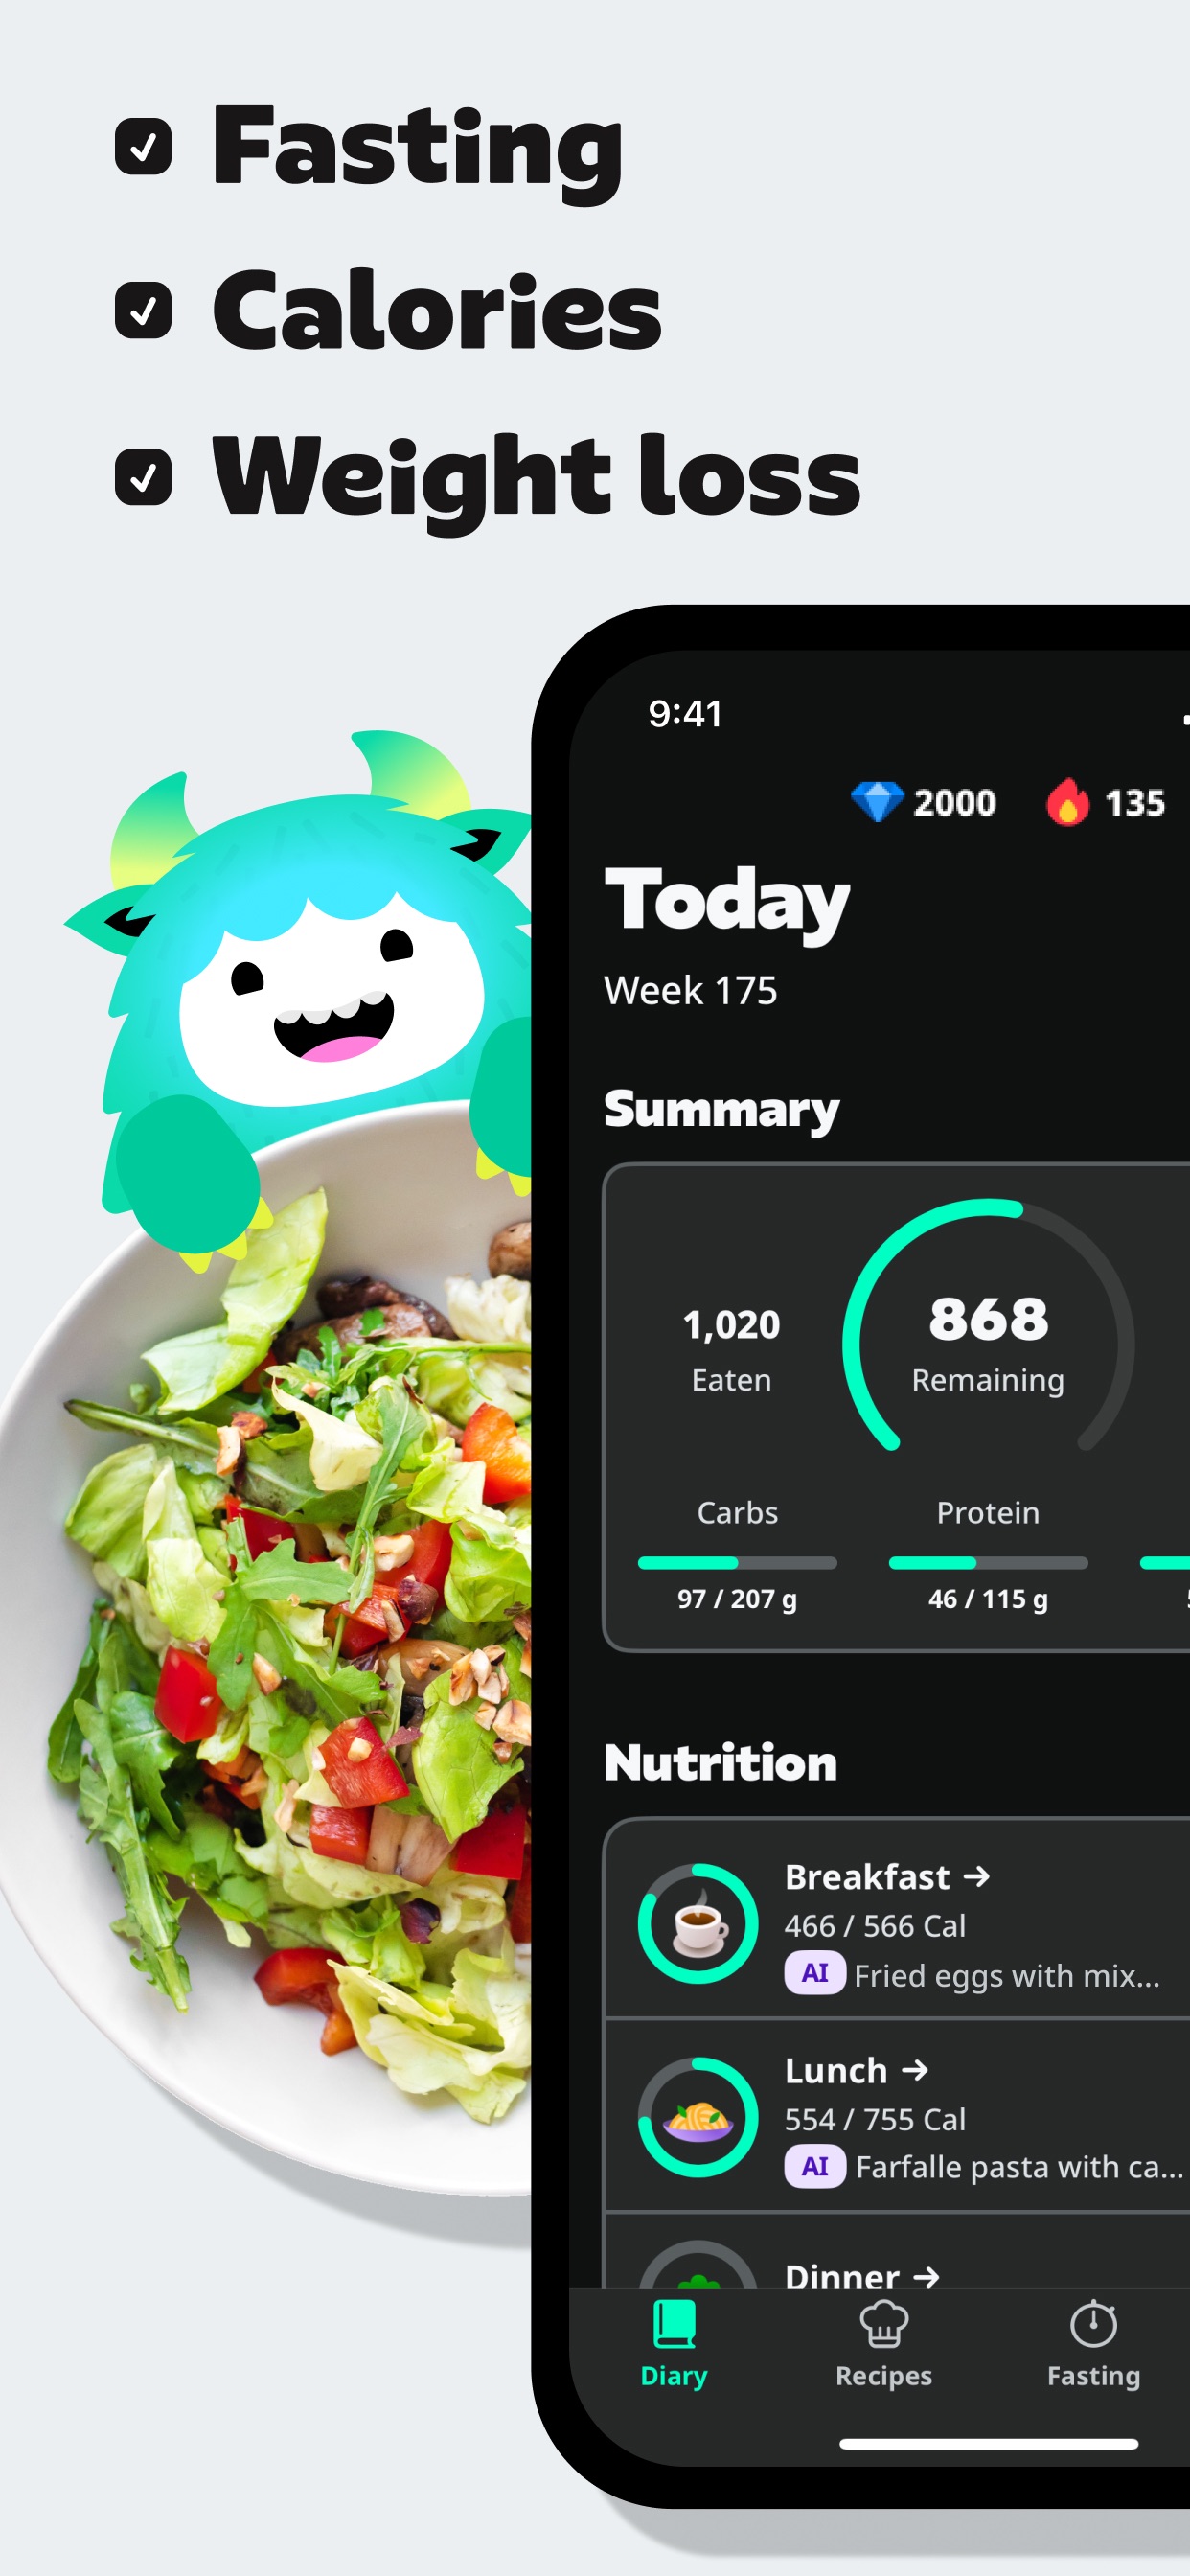 Fasting
Calories
Weight loss
9:41
2000 135
Today
Week 175
Summary
1,020
Eaten
868
Remaining
Carbs
97 / 207 g
Protein
46 / 115 g
Nutrition
Breakfast →
466 / 566 Cal
AI Fried eggs with mix...
Lunch →
554 / 755 Cal
AI Farfalle pasta with ca...
Dinner →
Diary
Recipes
Fasting